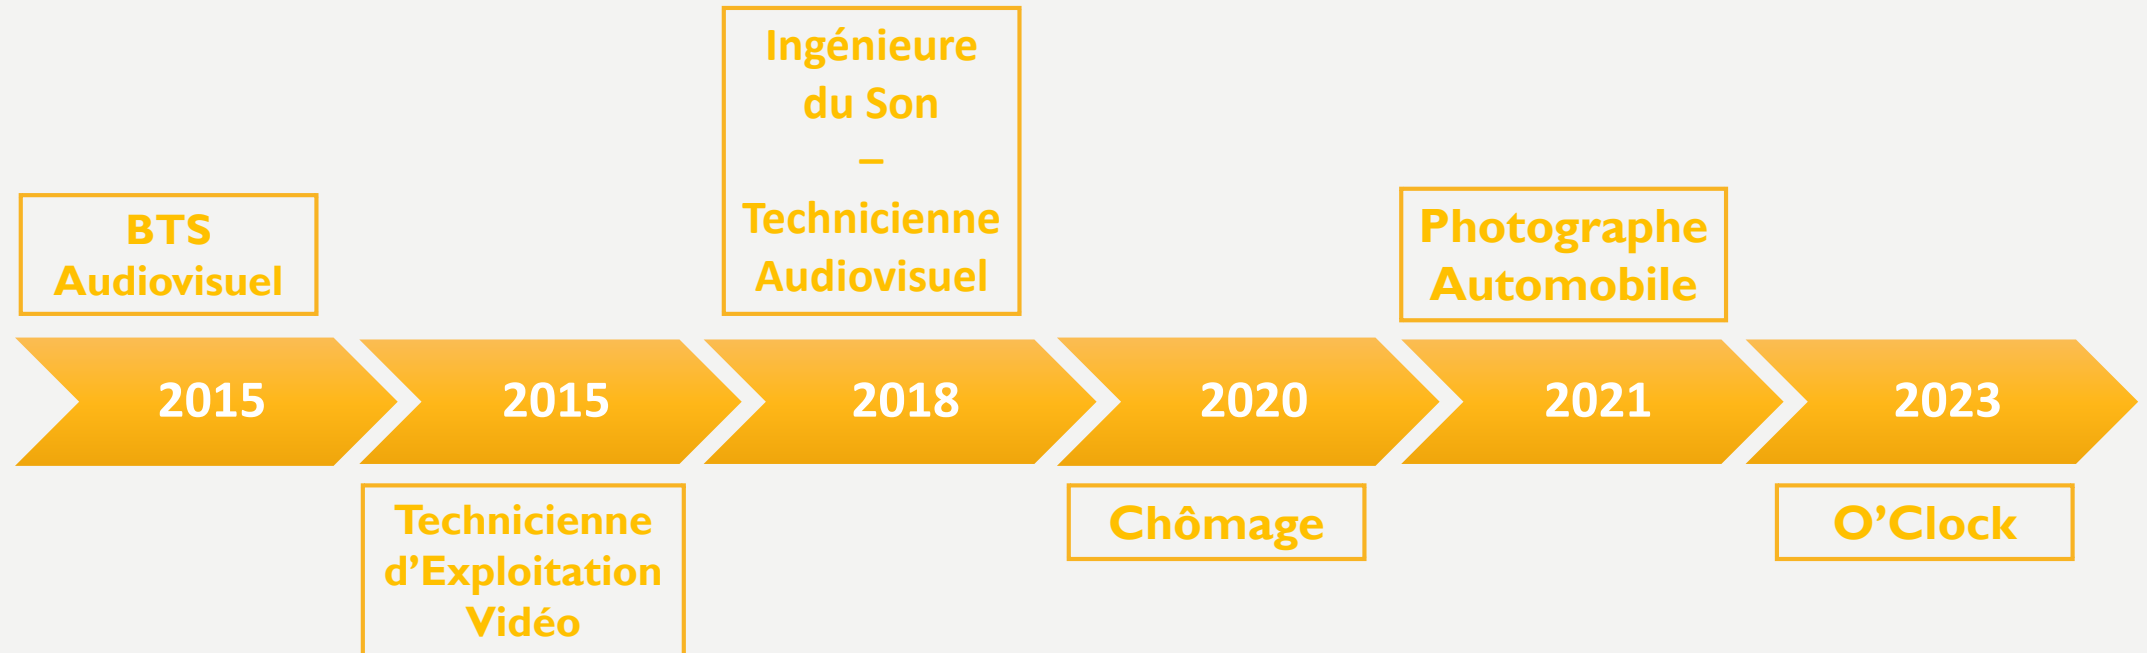 Ingénieure
du Son
–
Technicienne
Audiovisuel
BTS
Audiovisuel
Photographe
Automobile
2015
2015
2018
2020
2021
2023
Technicienne
d’Exploitation
Vidéo
Chômage
O’Clock